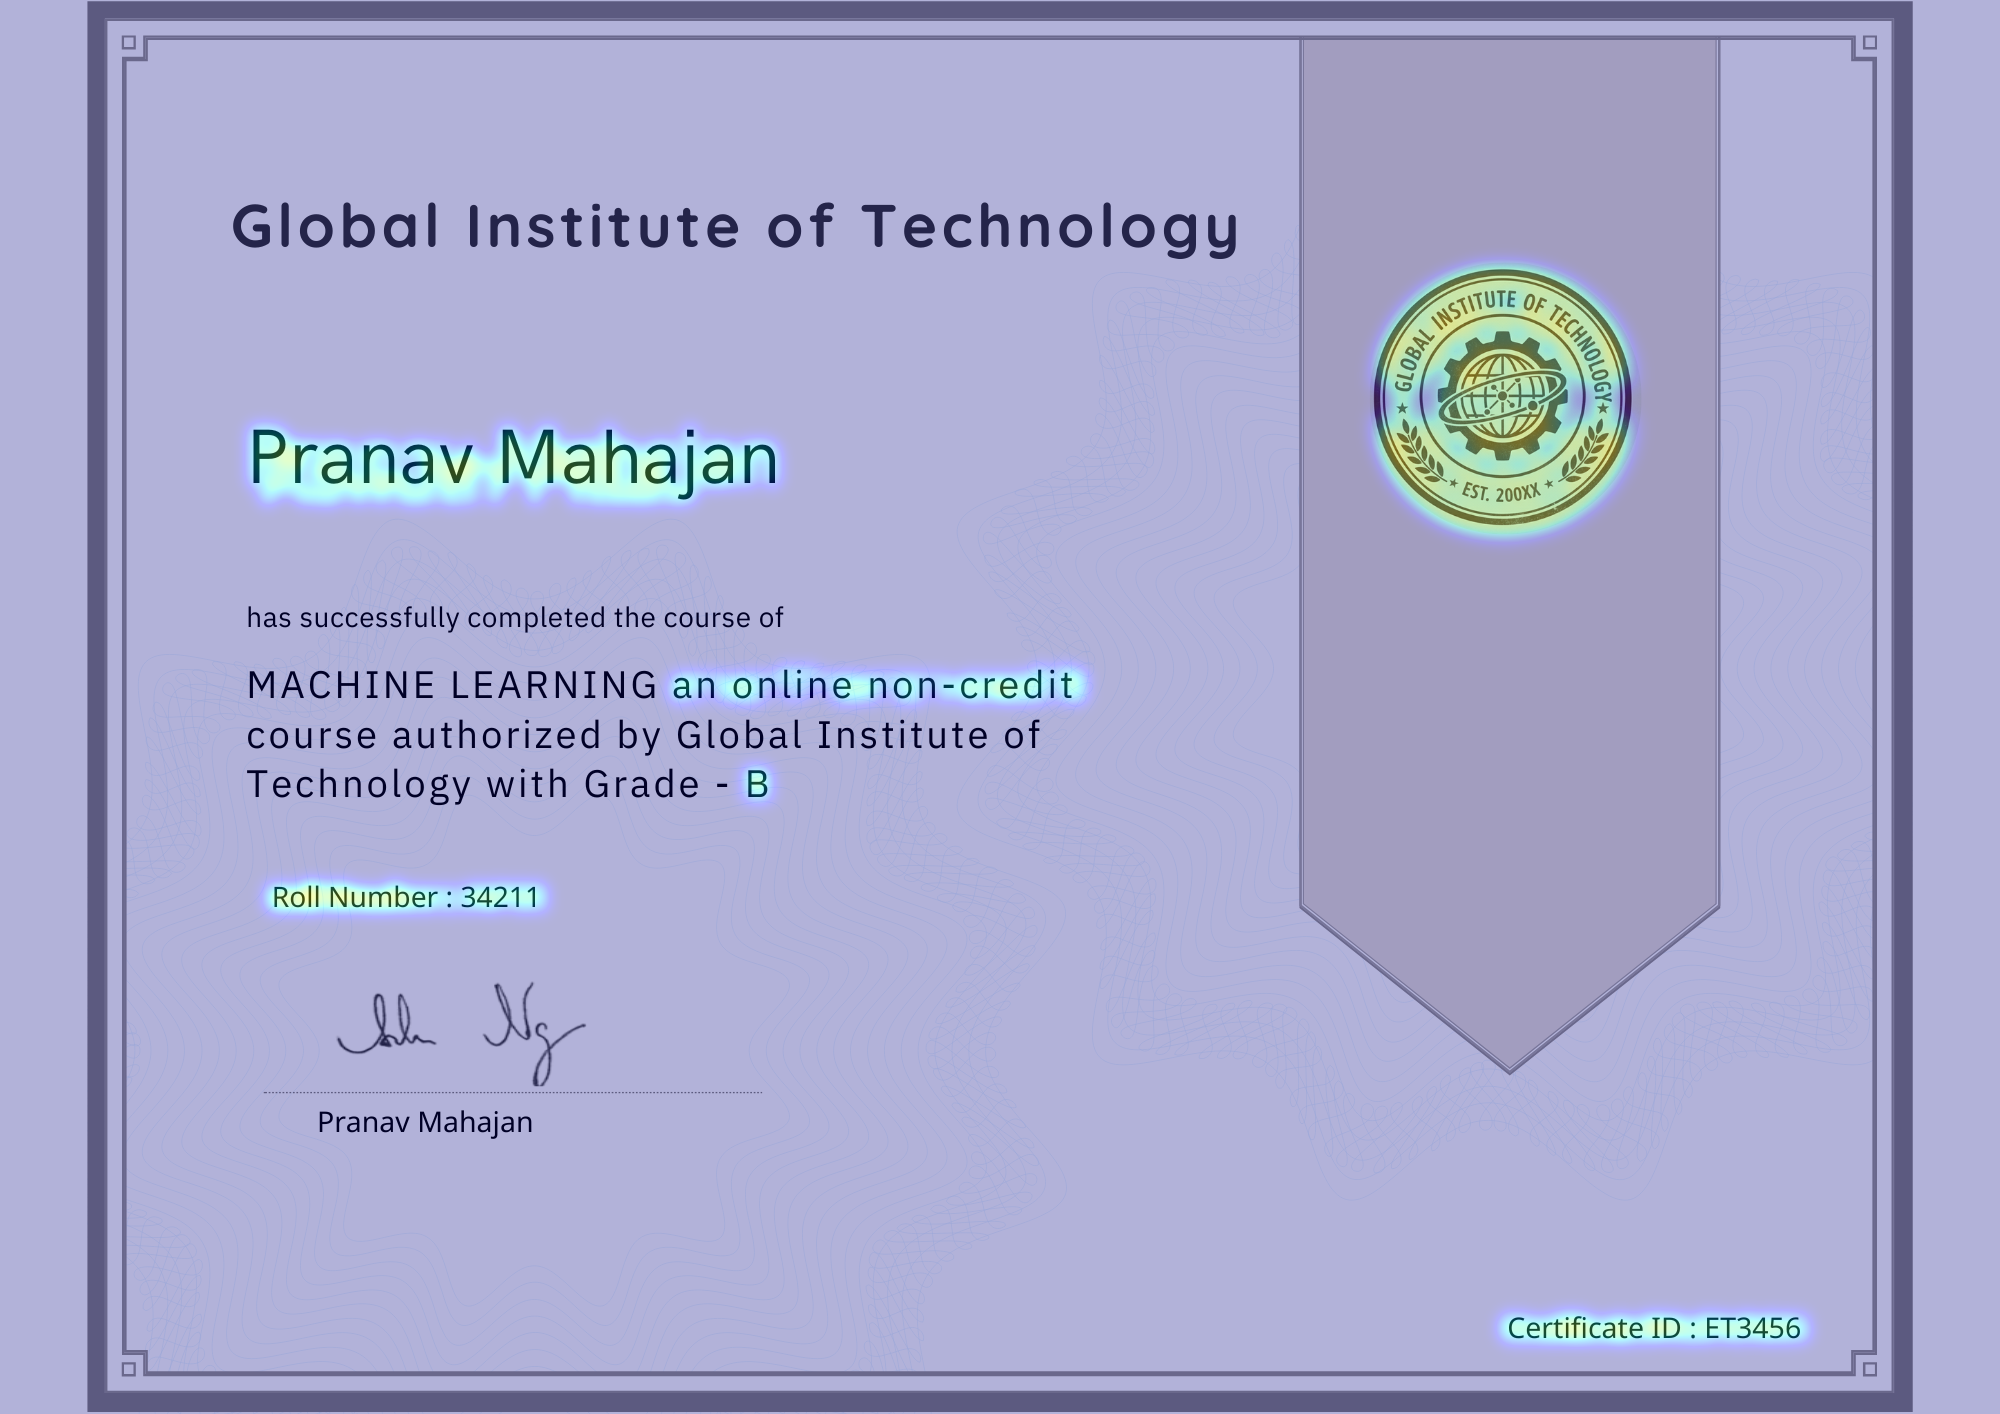 Global Institute of Technology
GLOBAL INSTITUTE OF TECHNOLOGY
EST. 200XX
Pranav Mahajan
has successfully completed the course of
MACHINE LEARNING an online non-credit
course authorized by Global Institute of
Technology with Grade - B
Roll Number : 34211
Pranav Mahajan
Certificate ID : ET3456